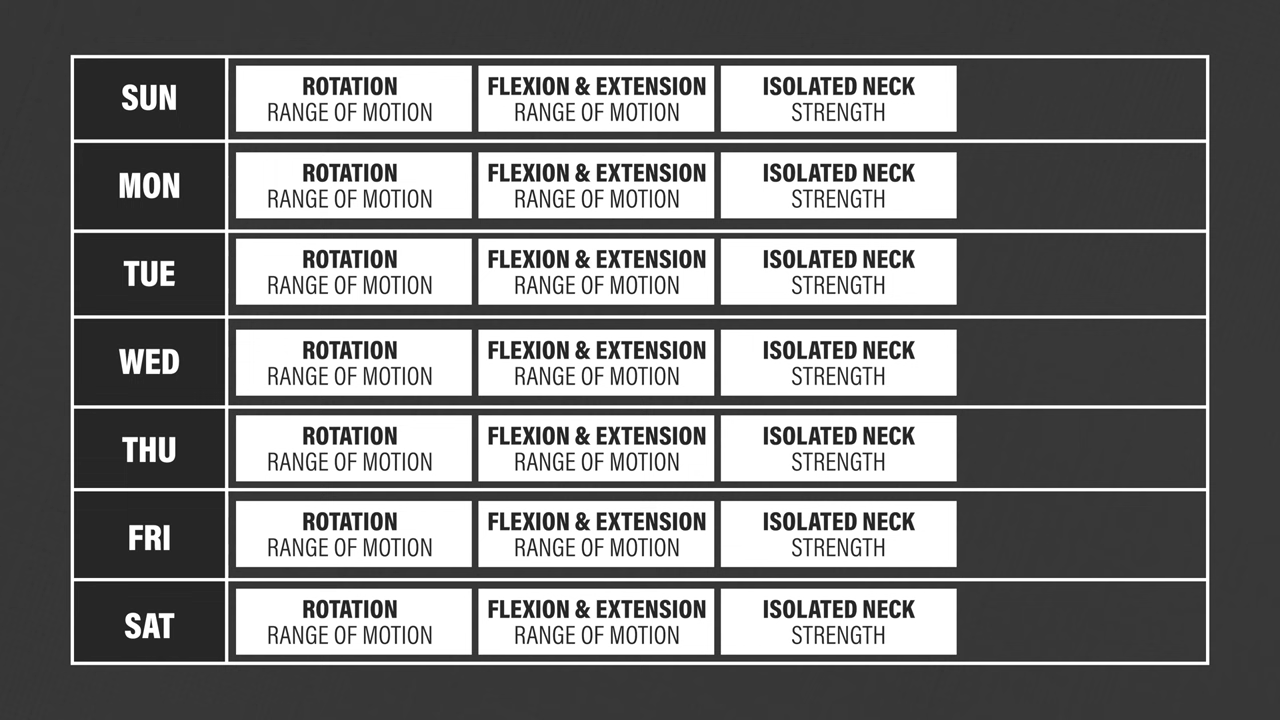 SUN
ROTATION
RANGE OF MOTION
FLEXION & EXTENSION
RANGE OF MOTION
ISOLATED NECK
STRENGTH
MON
ROTATION
RANGE OF MOTION
FLEXION & EXTENSION
RANGE OF MOTION
ISOLATED NECK
STRENGTH
TUE
ROTATION
RANGE OF MOTION
FLEXION & EXTENSION
RANGE OF MOTION
ISOLATED NECK
STRENGTH
WED
ROTATION
RANGE OF MOTION
FLEXION & EXTENSION
RANGE OF MOTION
ISOLATED NECK
STRENGTH
THU
ROTATION
RANGE OF MOTION
FLEXION & EXTENSION
RANGE OF MOTION
ISOLATED NECK
STRENGTH
FRI
ROTATION
RANGE OF MOTION
FLEXION & EXTENSION
RANGE OF MOTION
ISOLATED NECK
STRENGTH
SAT
ROTATION
RANGE OF MOTION
FLEXION & EXTENSION
RANGE OF MOTION
ISOLATED NECK
STRENGTH